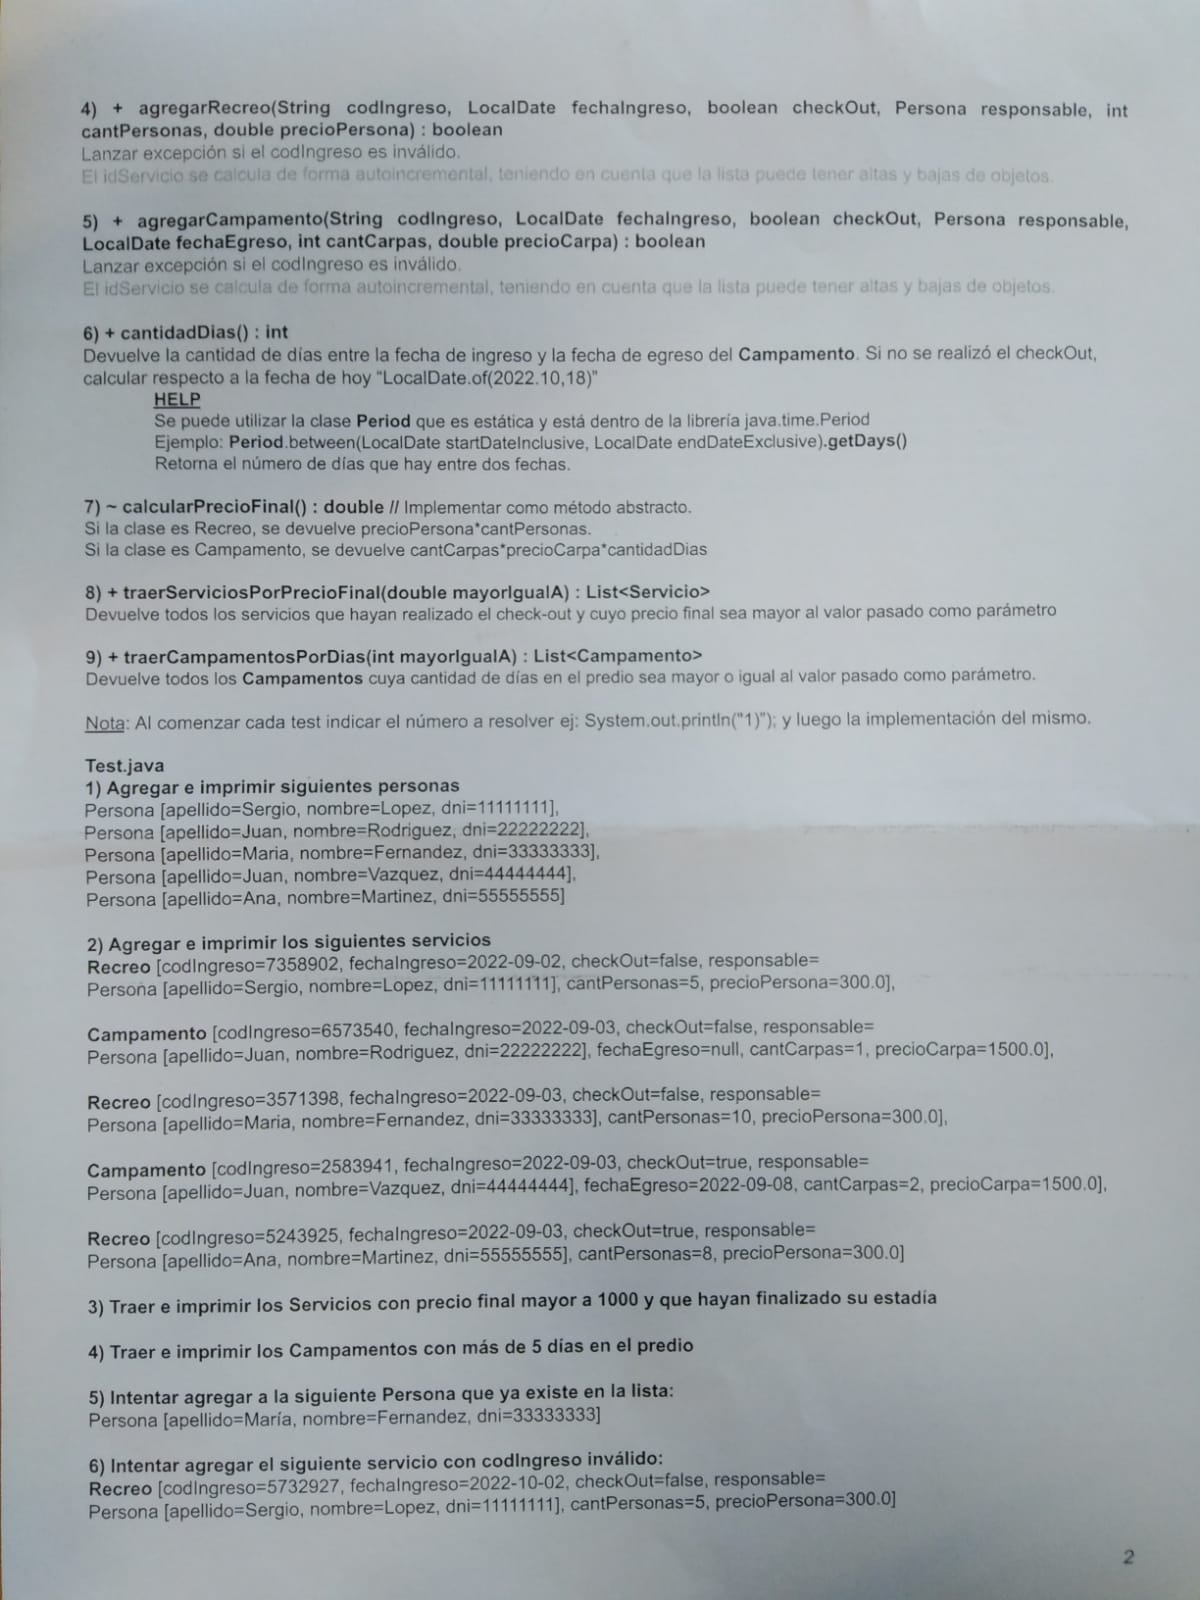 4) + agregarRecreo(String codIngreso, LocalDate fechaIngreso, boolean checkOut, Persona responsable, int
cantPersonas, double precioPersona) : boolean
Lanzar excepción si el codIngreso es inválido.
El idServicio se calcula de forma autoincremental, teniendo en cuenta que la lista puede tener altas y bajas de objetos.
5) + agregarCampamento(String codIngreso, LocalDate fechaIngreso, boolean checkOut, Persona responsable,
LocalDate fechaEgreso, int cantCarpas, double precioCarpa) : boolean
Lanzar excepción si el codIngreso es inválido.
El idServicio se calcula de forma autoincremental, teniendo en cuenta que la lista puede tener altas y bajas de objetos.
6) + cantidadDias() : int
Devuelve la cantidad de días entre la fecha de ingreso y la fecha de egreso del Campamento. Si no se realizó el checkOut,
calcular respecto a la fecha de hoy "LocalDate.of(2022.10,18)"
HELP
Se puede utilizar la clase Period que es estática y está dentro de la librería java.time.Period
Ejemplo: Period.between(LocalDate startDateInclusive, LocalDate endDateExclusive).getDays()
Retorna el número de días que hay entre dos fechas.
7) ~ calcularPrecioFinal() : double // Implementar como método abstracto.
Si la clase es Recreo, se devuelve precioPersona*cantPersonas.
Si la clase es Campamento, se devuelve cantCarpas*precioCarpa*cantidadDias
8) + traerServiciosPorPrecioFinal(double mayorIgualA) : List<Servicio>
Devuelve todos los servicios que hayan realizado el check-out y cuyo precio final sea mayor al valor pasado como parámetro
9) + traerCampamentosPorDias(int mayorIgualA) : List<Campamento>
Devuelve todos los Campamentos cuya cantidad de días en el predio sea mayor o igual al valor pasado como parámetro.
Nota: Al comenzar cada test indicar el número a resolver ej: System.out.println("1)"); y luego la implementación del mismo.
Test.java
1) Agregar e imprimir siguientes personas
Persona [apellido=Sergio, nombre=Lopez, dni=11111111],
Persona [apellido=Juan, nombre=Rodriguez, dni=22222222],
Persona [apellido=Maria, nombre=Fernandez, dni=33333333],
Persona [apellido=Juan, nombre=Vazquez, dni=44444444],
Persona [apellido=Ana, nombre=Martinez, dni=55555555]
2) Agregar e imprimir los siguientes servicios
Recreo [codIngreso=7358902, fechaIngreso=2022-09-02, checkOut=false, responsable=
Persona [apellido=Sergio, nombre=Lopez, dni=11111111], cantPersonas=5, precioPersona=300.0],
Campamento [codIngreso=6573540, fechaIngreso=2022-09-03, checkOut=false, responsable=
Persona [apellido=Juan, nombre=Rodriguez, dni=22222222], fechaEgreso=null, cantCarpas=1, precioCarpa=1500.0],
Recreo [codIngreso=3571398, fechaIngreso=2022-09-03, checkOut=false, responsable=
Persona [apellido=Maria, nombre=Fernandez, dni=33333333], cantPersonas=10, precioPersona=300.0],
Campamento [codIngreso=2583941, fechaIngreso=2022-09-03, checkOut=true, responsable=
Persona [apellido=Juan, nombre=Vazquez, dni=44444444], fechaEgreso=2022-09-08, cantCarpas=2, precioCarpa=1500.0],
Recreo [codIngreso=5243925, fechaIngreso=2022-09-03, checkOut=true, responsable=
Persona [apellido=Ana, nombre=Martinez, dni=55555555], cantPersonas=8, precioPersona=300.0]
3) Traer e imprimir los Servicios con precio final mayor a 1000 y que hayan finalizado su estadía
4) Traer e imprimir los Campamentos con más de 5 días en el predio
5) Intentar agregar a la siguiente Persona que ya existe en la lista:
Persona [apellido=María, nombre=Fernandez, dni=33333333]
6) Intentar agregar el siguiente servicio con codIngreso inválido:
Recreo [codIngreso=5732927, fechaIngreso=2022-10-02, checkOut=false, responsable=
Persona [apellido=Sergio, nombre=Lopez, dni=11111111], cantPersonas=5, precioPersona=300.0]
2